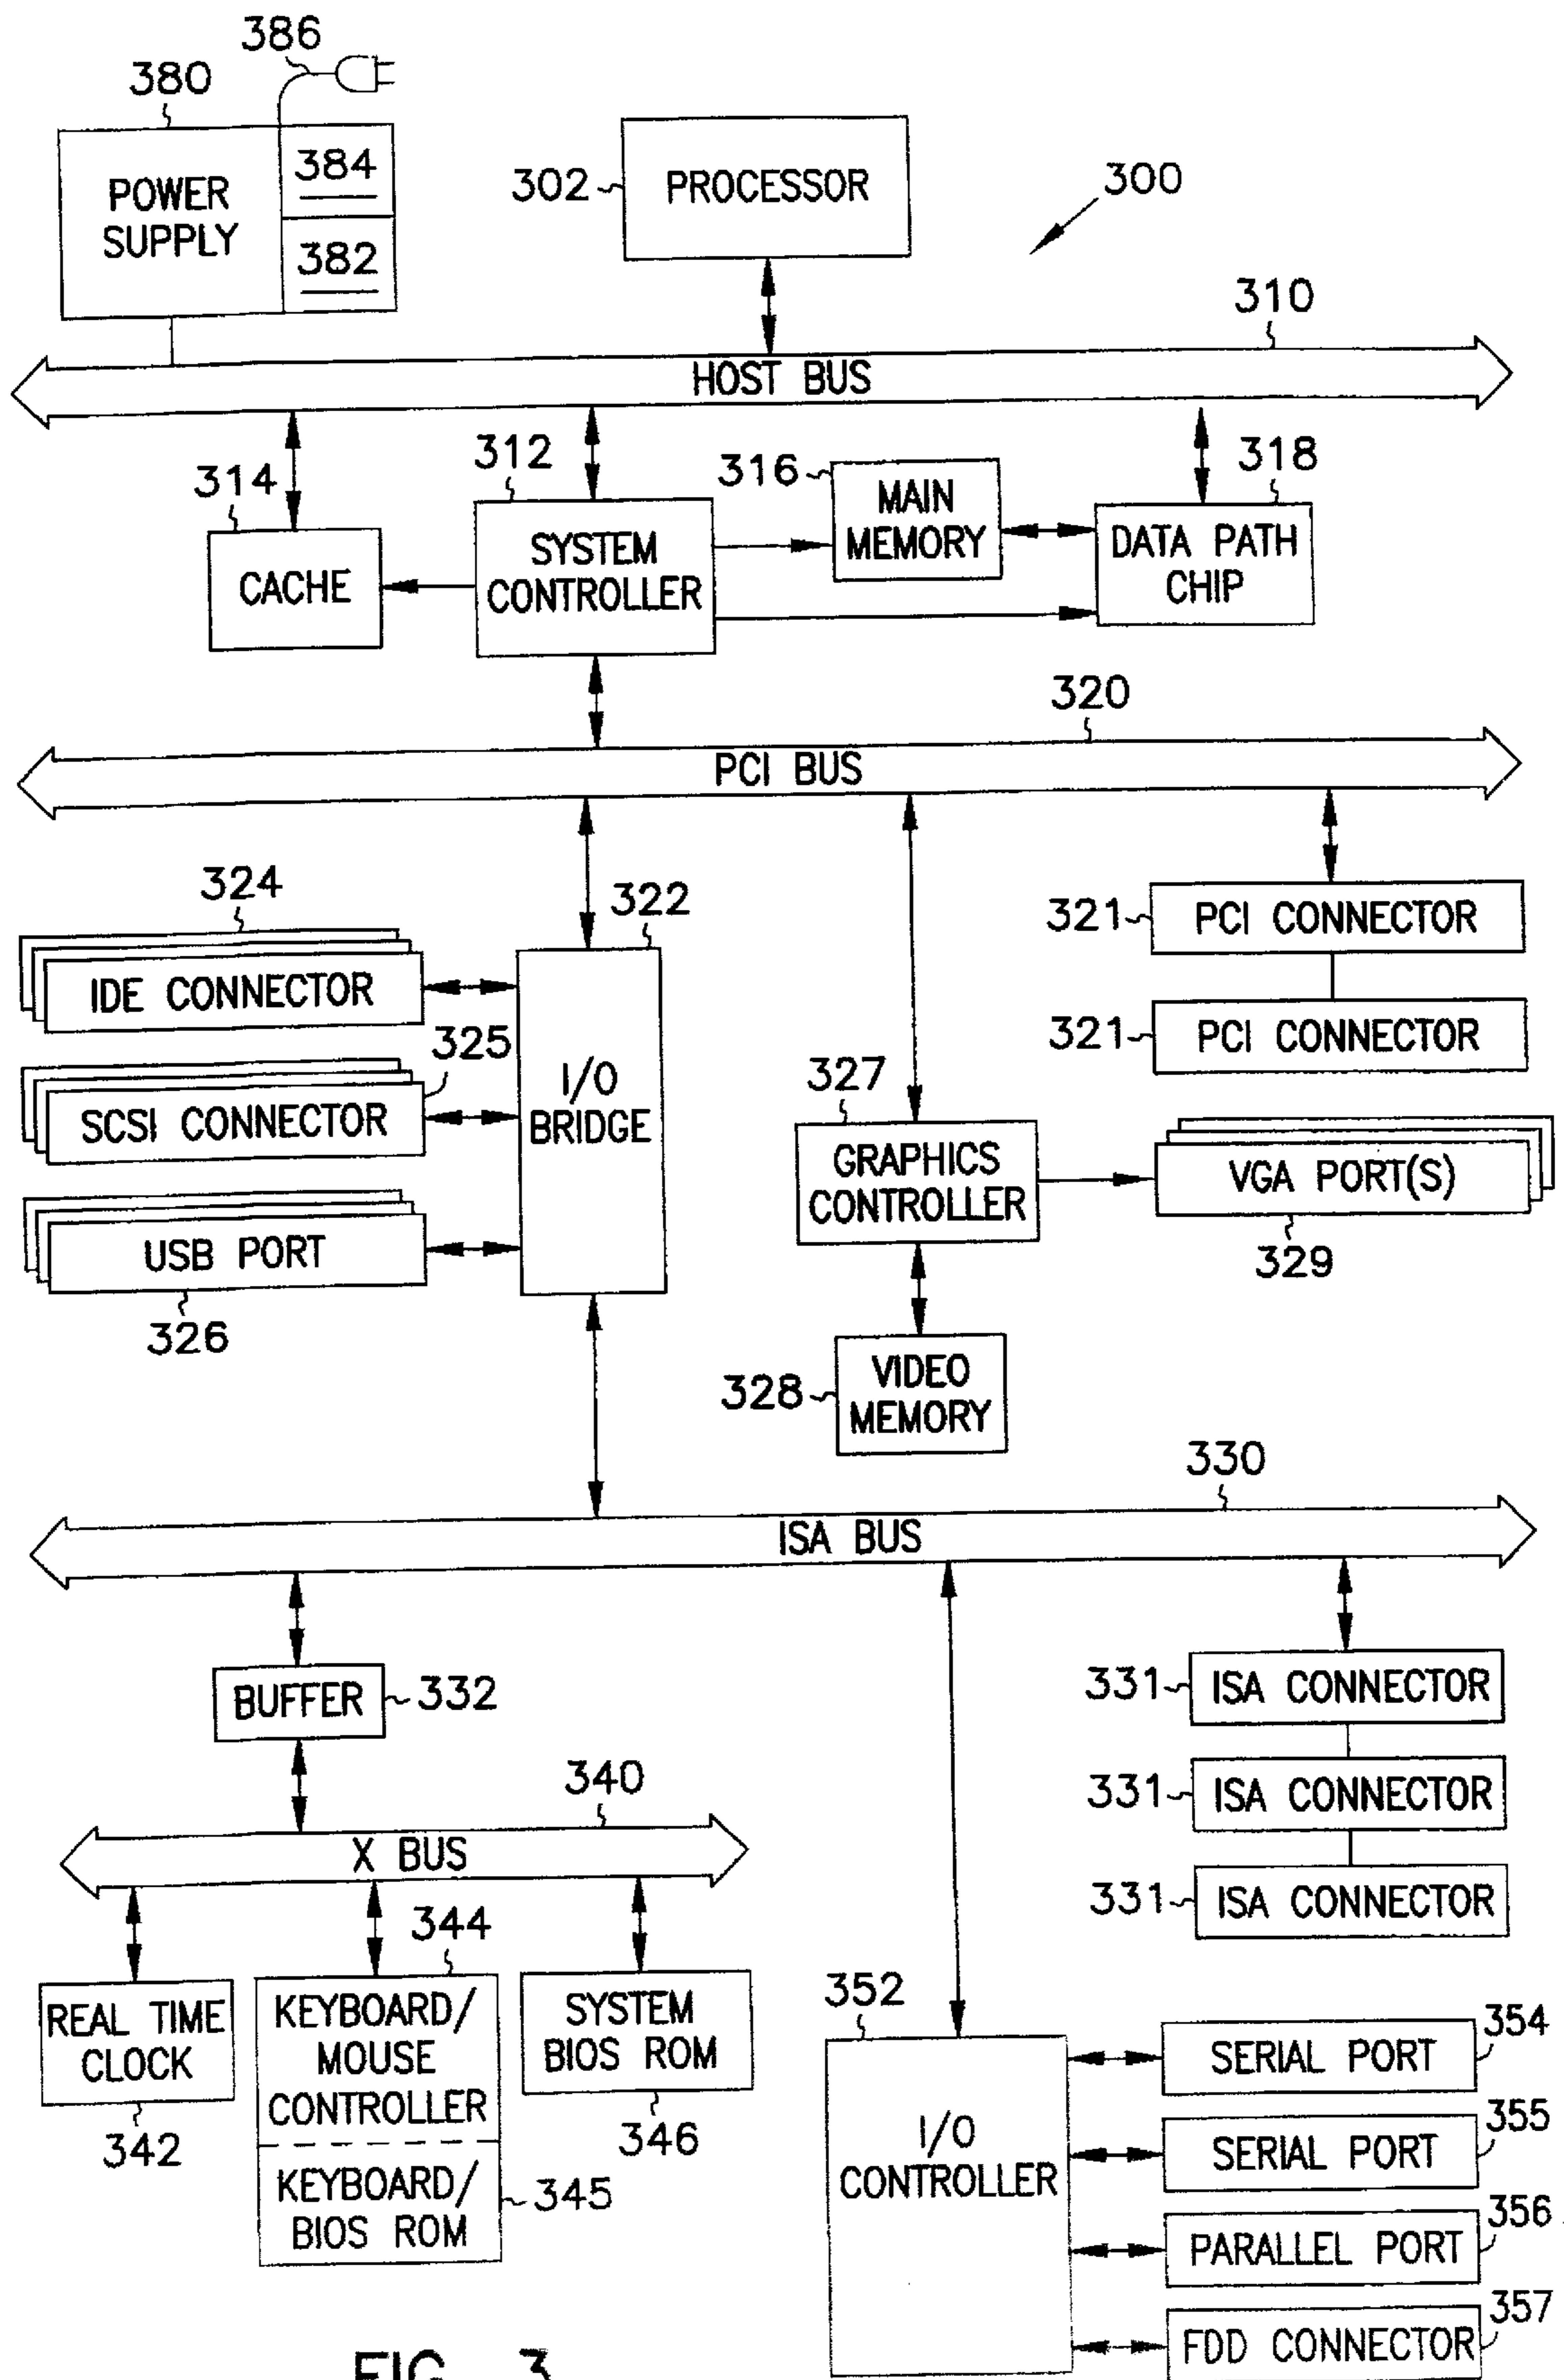 386
380
POWER
SUPPLY
384
382
302
PROCESSOR
300
310
HOST BUS
314
CACHE
312
SYSTEM
CONTROLLER
316
MAIN
MEMORY
318
DATA PATH
CHIP
320
PCI BUS
324
IDE CONNECTOR
325
SCSI CONNECTOR
USB PORT
326
322
I/O
BRIDGE
327
GRAPHICS
CONTROLLER
328
VIDEO
MEMORY
321
PCI CONNECTOR
321
PCI CONNECTOR
VGA PORT(S)
329
330
ISA BUS
BUFFER
332
340
X BUS
REAL TIME
CLOCK
342
344
KEYBOARD/
MOUSE
CONTROLLER
KEYBOARD/
BIOS ROM
345
SYSTEM
BIOS ROM
346
331
ISA CONNECTOR
331
ISA CONNECTOR
331
ISA CONNECTOR
352
I/O
CONTROLLER
354
SERIAL PORT
355
SERIAL PORT
356
PARALLEL PORT
357
FDD CONNECTOR
FIG. 3